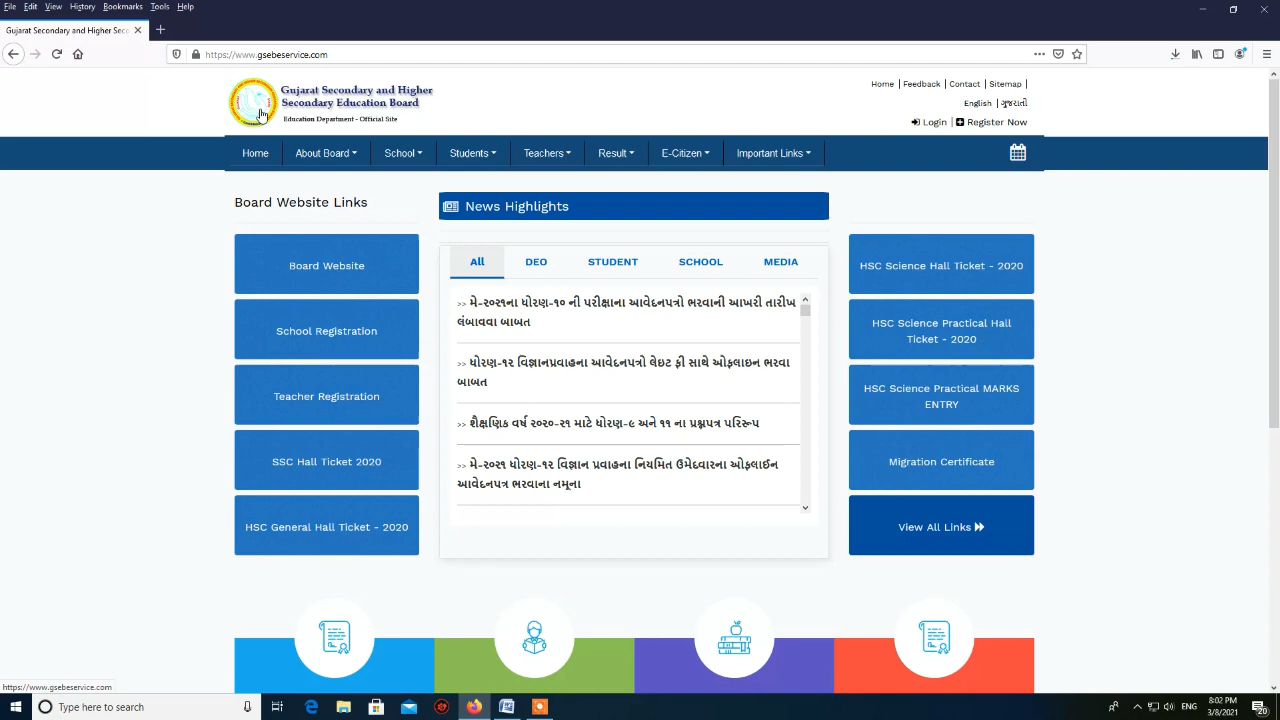 File Edit View History Bookmarks Tools Help
Gujarat Secondary and Higher Sec
https://www.gsebeservice.com
Gujarat Secondary and Higher
Secondary Education Board
Education Department - Official Site
Home | Feedback | Contact | Sitemap |
English | ગુજરાતી
Login | Register Now
Home About Board School Students Teachers Result E-Citizen Important Links
Board Website Links
Board Website
School Registration
Teacher Registration
SSC Hall Ticket 2020
HSC General Hall Ticket - 2020
News Highlights
All DEO STUDENT SCHOOL MEDIA
>> મે-૨૦૨૧ના ધોરણ-૧૦ ની પરીક્ષાના આવેદનપત્રો ભરવાની આખરી તારીખ
લંબાવવા બાબત
>> ધોરણ-૧૨ વિજ્ઞાનપ્રવાહના આવેદનપત્રો લેઇટ ફી સાથે ઓફલાઇન ભરવા
બાબત
>> શૈક્ષણિક વર્ષ ૨૦૨૦-૨૧ માટે ધોરણ-૯ અને ૧૧ ના પ્રશ્નપત્ર પરિરૂપ
>> મે-૨૦૨૧ ધોરણ-૧૨ વિજ્ઞાન પ્રવાહના નિયમિત ઉમેદવારના ઓફલાઈન
આવેદનપત્ર ભરવાના નમૂના
HSC Science Hall Ticket - 2020
HSC Science Practical Hall
Ticket - 2020
HSC Science Practical MARKS
ENTRY
Migration Certificate
View All Links
https://www.gsebeservice.com
Type here to search
ENG
8:02 PM
3/8/2021
20